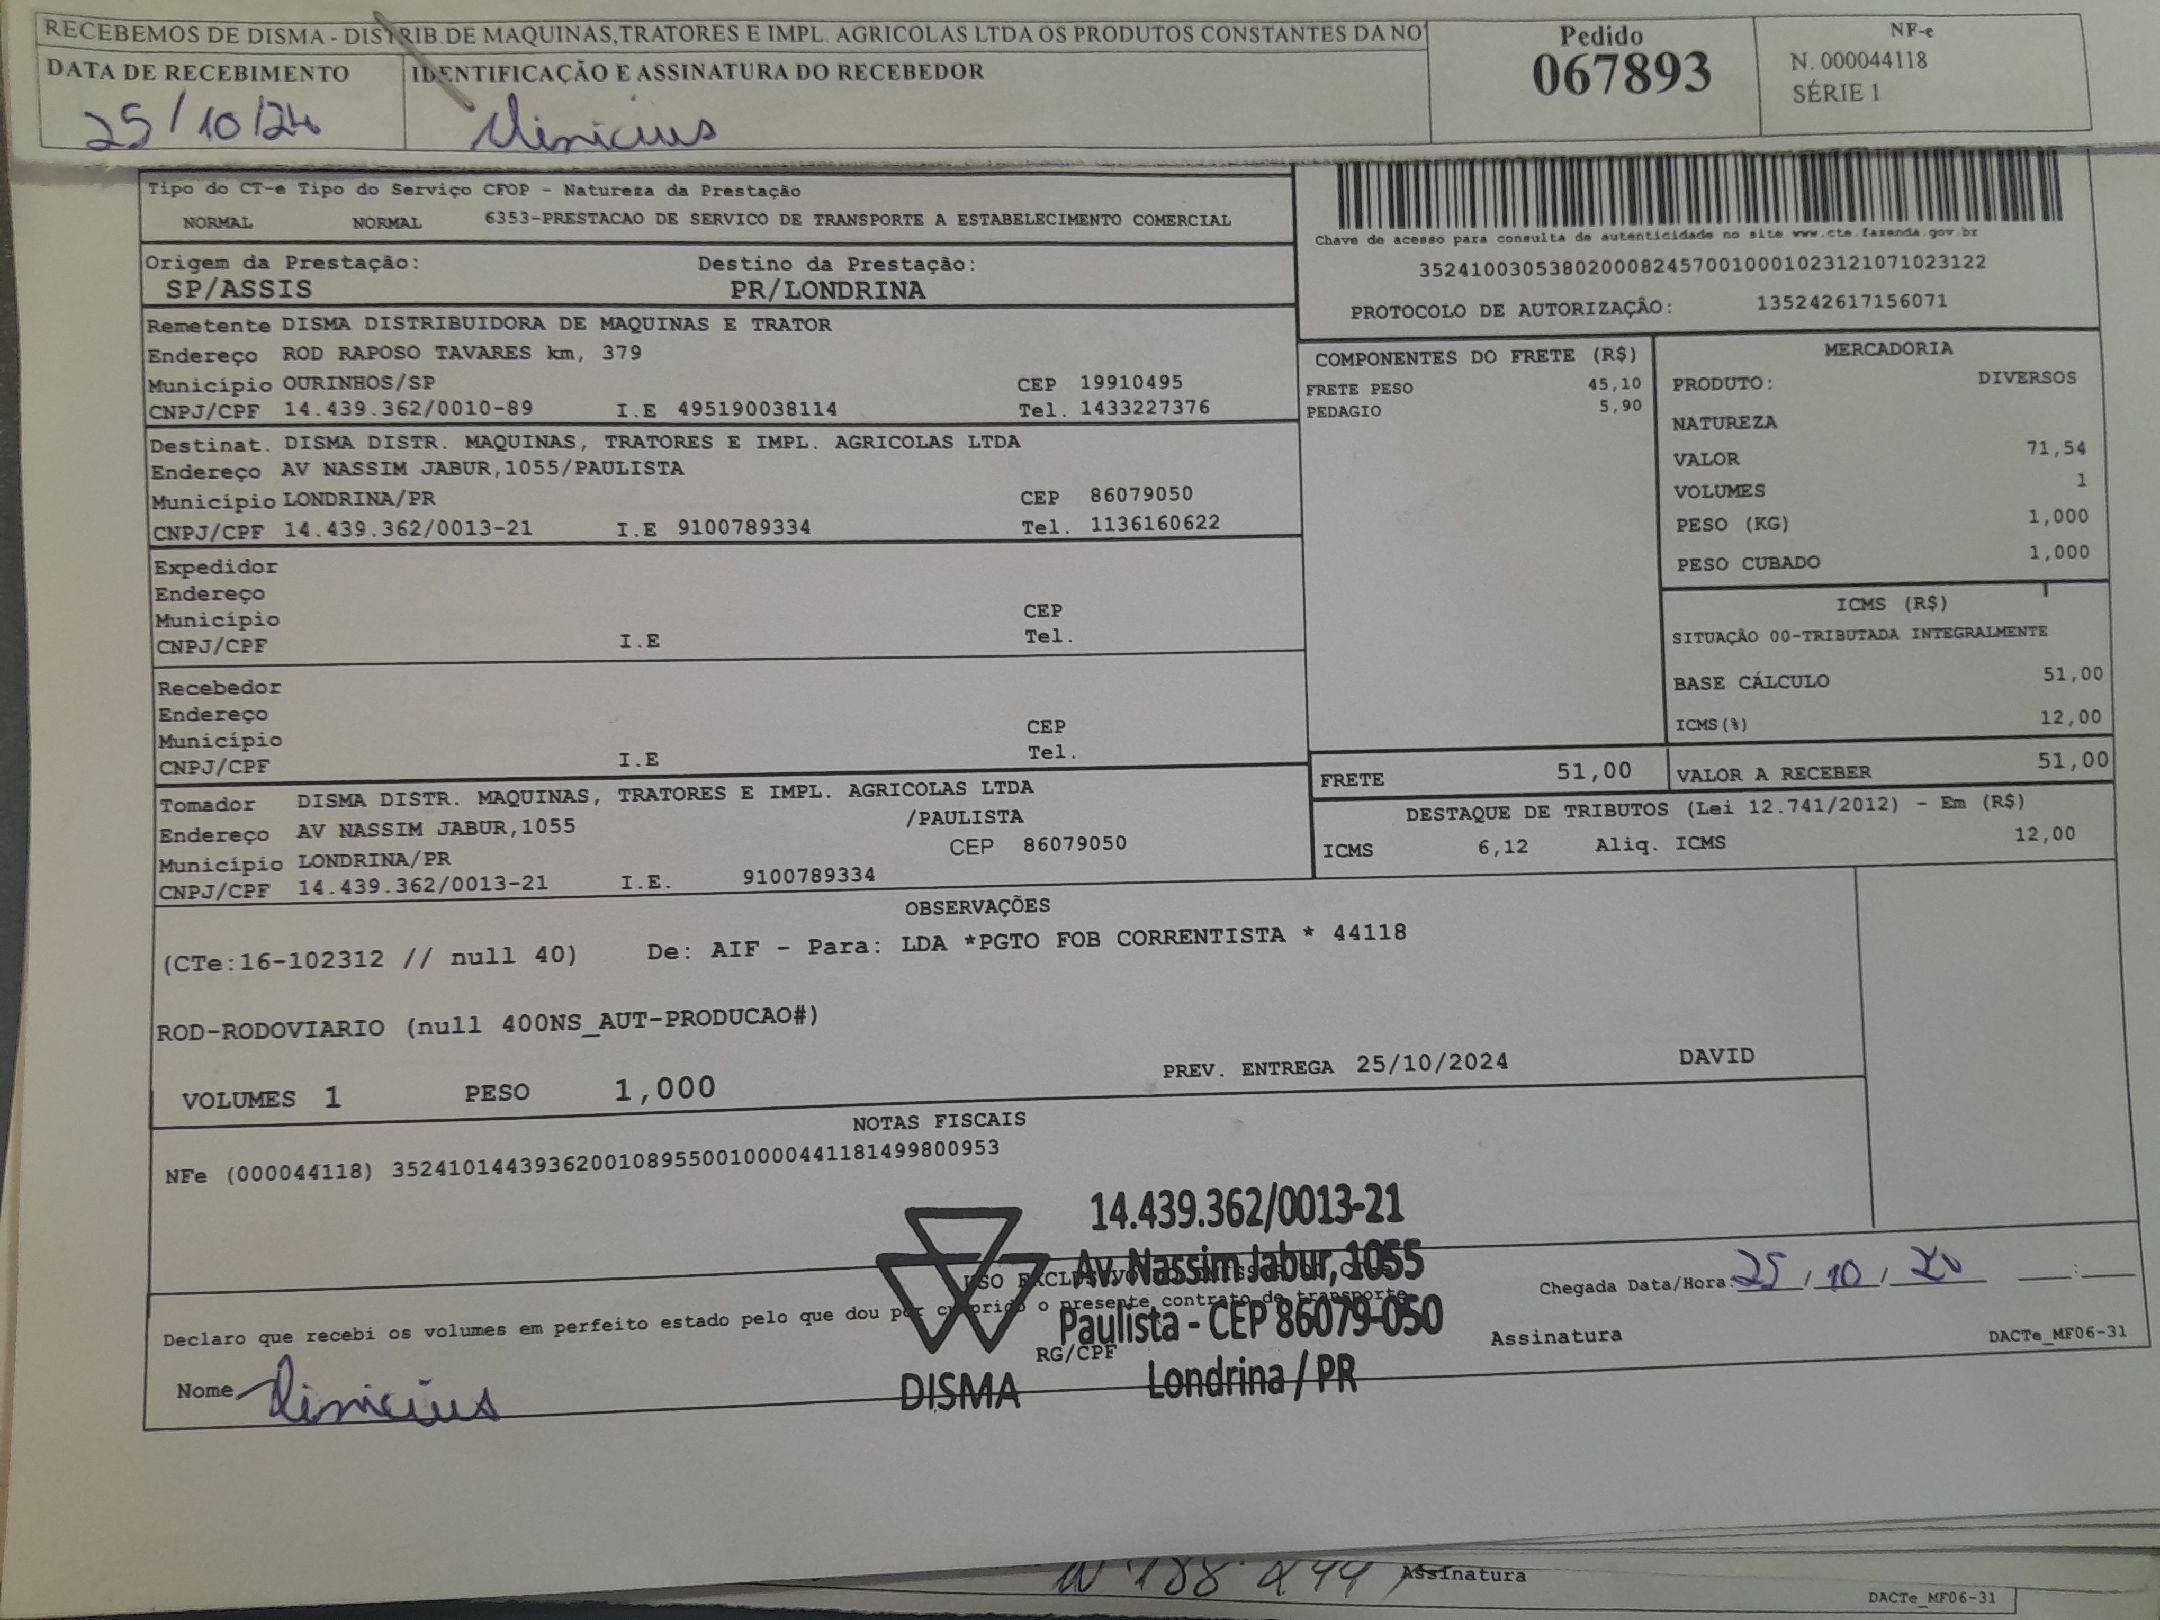 RECEBEMOS DE DISMA - DISTRIB.DE MAQUINAS,TRATORES E IMPL. AGRICOLAS LTDA OS PRODUTOS CONSTANTES DA NO
DATA DE RECEBIMENTO
25/10/24
IDENTIFICAÇÃO E ASSINATURA DO RECEBEDOR
Vinicius
Pedido
067893
NF-e
N. 000044118
SÉRIE 1
Tipo do CT-e Tipo do Serviço CFOP - Natureza da Prestação
NORMAL NORMAL 6353-PRESTACAO DE SERVICO DE TRANSPORTE A ESTABELECIMENTO COMERCIAL
Chave de acesso para consulta de autenticidade no site www.cte.fazenda.gov.br
35241003053802000824570010001023121071023122
PROTOCOLO DE AUTORIZAÇÃO: 135242617156071
Origem da Prestação: Destino da Prestação:
SP/ASSIS PR/LONDRINA
Remetente DISMA DISTRIBUIDORA DE MAQUINAS E TRATOR
Endereço ROD RAPOSO TAVARES km, 379
Município OURINHOS/SP CEP 19910495
CNPJ/CPF 14.439.362/0010-89 I.E 495190038114 Tel. 1433227376
Destinat. DISMA DISTR. MAQUINAS, TRATORES E IMPL. AGRICOLAS LTDA
Endereço AV NASSIM JABUR,1055/PAULISTA
Município LONDRINA/PR CEP 86079050
CNPJ/CPF 14.439.362/0013-21 I.E 9100789334 Tel. 1136160622
Expedidor
Endereço
Município CEP
CNPJ/CPF I.E Tel.
Recebedor
Endereço
Município CEP
CNPJ/CPF I.E Tel.
Tomador DISMA DISTR. MAQUINAS, TRATORES E IMPL. AGRICOLAS LTDA
Endereço AV NASSIM JABUR,1055 /PAULISTA
Município LONDRINA/PR CEP 86079050
CNPJ/CPF 14.439.362/0013-21 I.E. 9100789334
COMPONENTES DO FRETE (R$)
FRETE PESO 45,10
PEDAGIO 5,90
MERCADORIA
PRODUTO: DIVERSOS
NATUREZA
VALOR 71,54
VOLUMES 1
PESO (KG) 1,000
PESO CUBADO 1,000
ICMS (R$)
SITUAÇÃO 00-TRIBUTADA INTEGRALMENTE
BASE CÁLCULO 51,00
ICMS(%) 12,00
FRETE 51,00 VALOR A RECEBER 51,00
DESTAQUE DE TRIBUTOS (Lei 12.741/2012) - Em (R$)
ICMS 6,12 Aliq. ICMS 12,00
OBSERVAÇÕES
(CTe:16-102312 // null 40) De: AIF - Para: LDA *PGTO FOB CORRENTISTA * 44118
ROD-RODOVIARIO (null 400NS_AUT-PRODUCAO#)
PREV. ENTREGA 25/10/2024 DAVID
VOLUMES 1 PESO 1,000
NOTAS FISCAIS
NFe (000044118) 35241014439362001089550010000441181499800953
14.439.362/0013-21
Av. Nassim Jabur, 1055
Paulista - CEP 86079-050
Londrina / PR
DISMA
USO EXCLUSIVO
Chegada Data/Hora: 25/10/20 __:__
Declaro que recebi os volumes em perfeito estado pelo que dou por cumprido o presente contrato de transporte
Nome Vinicius
RG/CPF
Assinatura
DACTe_MF06-31
Assinatura
DACTe_MF06-31